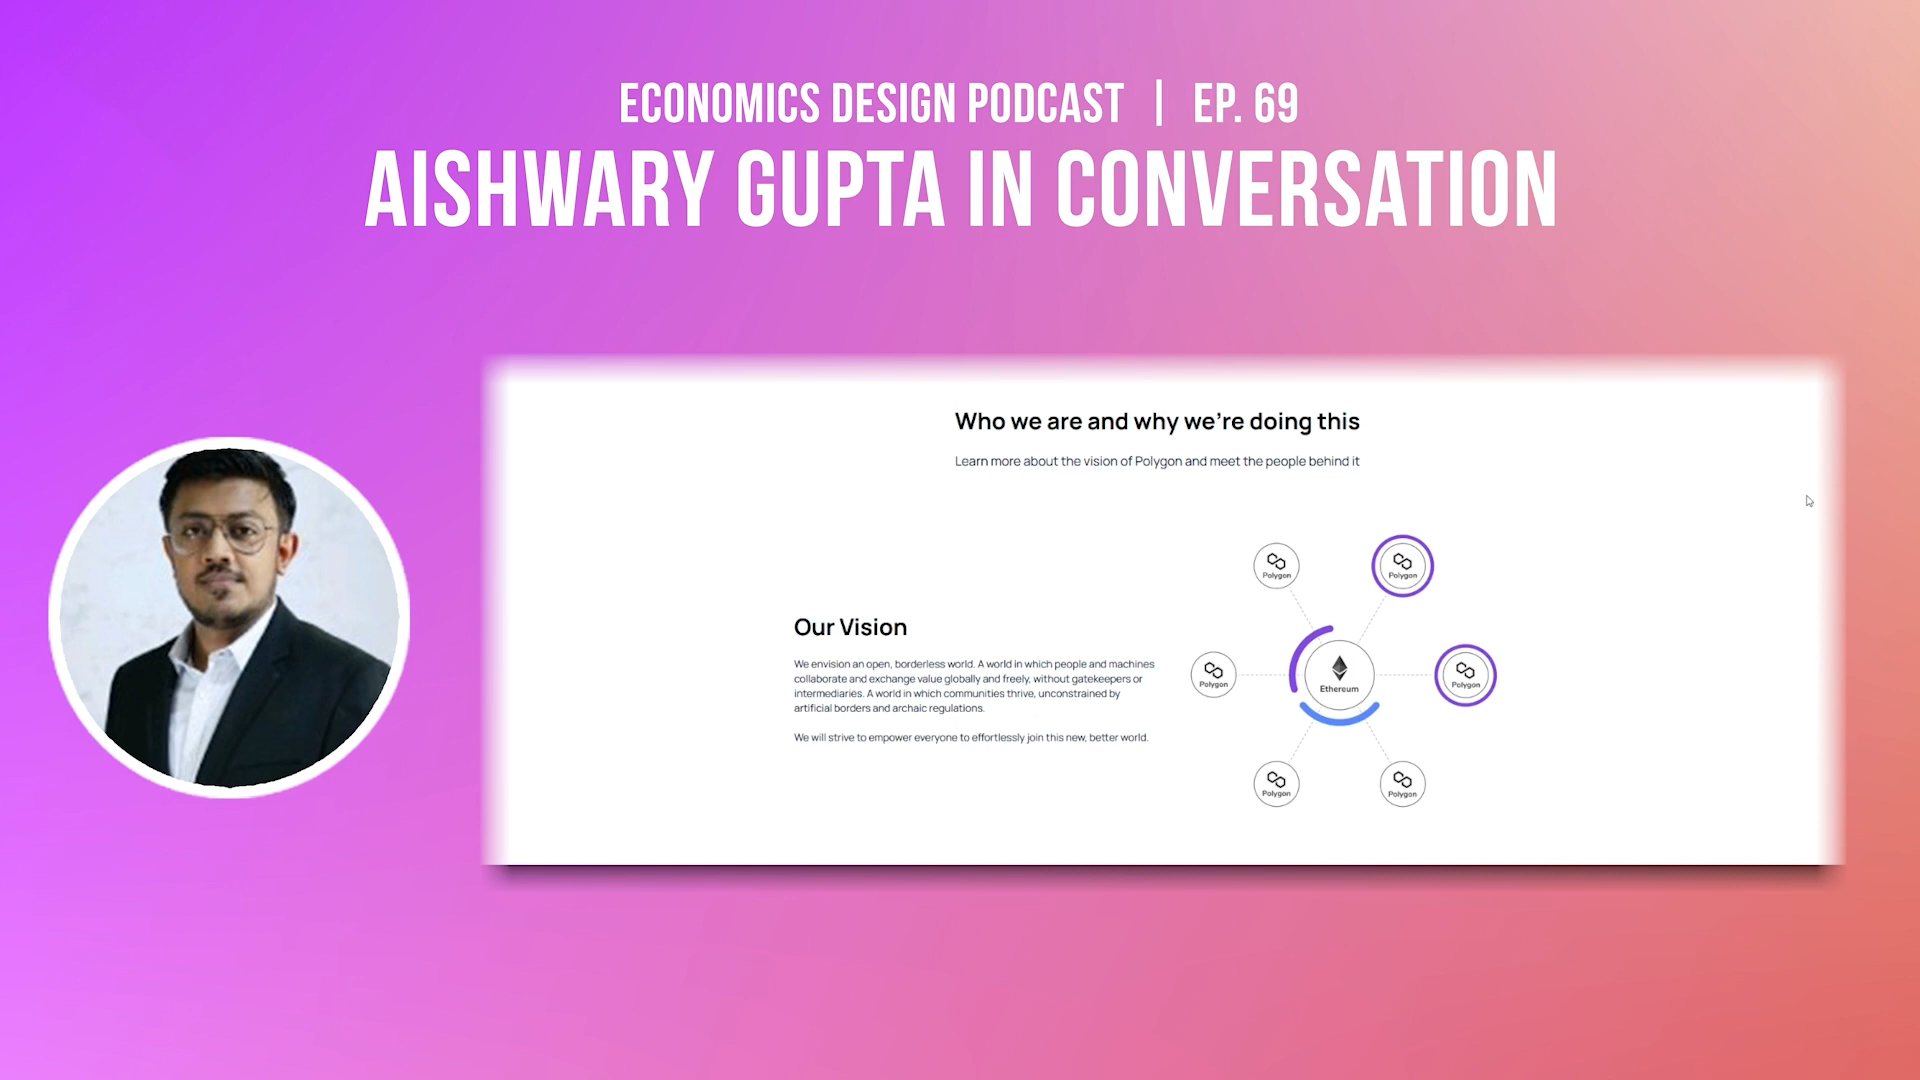 ECONOMICS DESIGN PODCAST | EP. 69
AISHWARY GUPTA IN CONVERSATION
Who we are and why we're doing this
Learn more about the vision of Polygon and meet the people behind it
Polygon
Polygon
Our Vision
We envision an open, borderless world. A world in which people and machines
collaborate and exchange value globally and freely, without gatekeepers or
intermediaries. A world in which communities thrive, unconstrained by
artificial borders and archaic regulations.
We will strive to empower everyone to effortlessly join this new, better world.
Polygon
Ethereum
Polygon
Polygon
Polygon